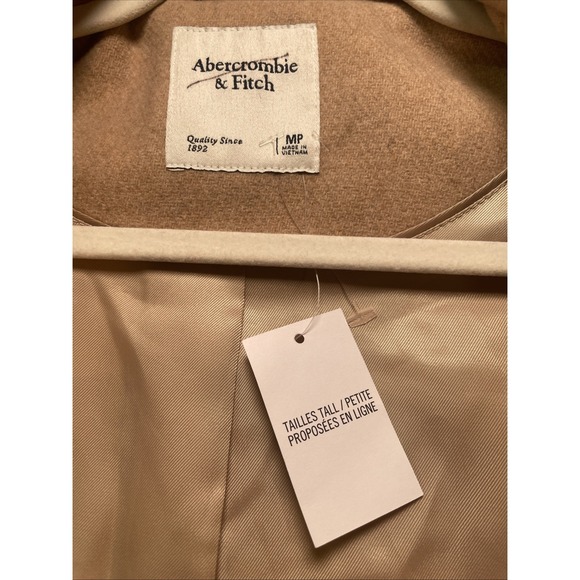 Abercrombie
& Fitch
Quality Since
1892
MP
MADE IN
VIETNAM
TAILLES TALL / PETITE
PROPOSÉES EN LIGNE